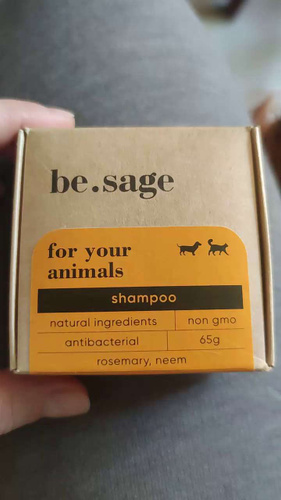 be.sage
for your
animals
shampoo
natural ingredients non gmo
antibacterial 65g
rosemary, neem